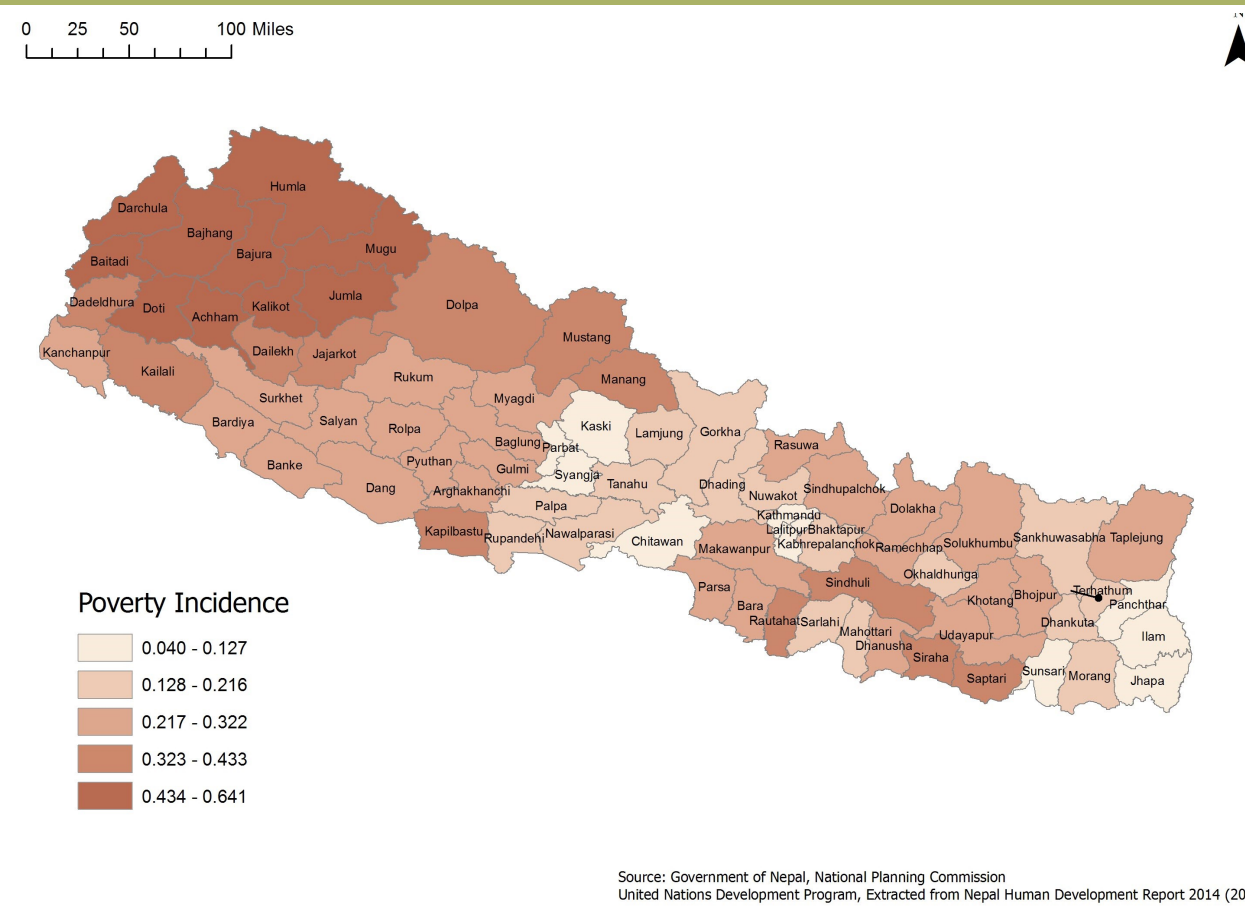 0 25 50 100 Miles
N
Humla
Darchula
Bajhang
Mugu
Bajura
Baitadi
Jumla
Dadeldhura
Doti
Kalikot
Achham
Dolpa
Mustang
Kanchanpur
Dailekh
Jajarkot
Kailali
Rukum
Manang
Surkhet
Myagdi
Bardiya
Salyan
Rolpa
Kaski
Lamjung
Gorkha
Baglung
Parbat
Rasuwa
Banke
Pyuthan
Gulmi
Syangja
Tanahu
Dhading
Dang
Arghakhanchi
Nuwakot
Sindhupalchok
Palpa
Dolakha
Kathmandu
Kapilbastu
Rupandehi
Nawalparasi
Chitawan
Lalitpur
Bhaktapur
Makawanpur
Kabhrepalanchok
Ramechhap
Solukhumbu
Sankhuwasabha
Taplejung
Okhaldhunga
Sindhuli
Parsa
Khotang
Bhojpur
Terhathum
Panchthar
Bara
Rautahat
Sarlahi
Mahottari
Dhankuta
Dhanusha
Udayapur
Ilam
Siraha
Saptari
Sunsari
Morang
Jhapa
Poverty Incidence
0.040 - 0.127
0.128 - 0.216
0.217 - 0.322
0.323 - 0.433
0.434 - 0.641
Source: Government of Nepal, National Planning Commission
United Nations Development Program, Extracted from Nepal Human Development Report 2014 (20